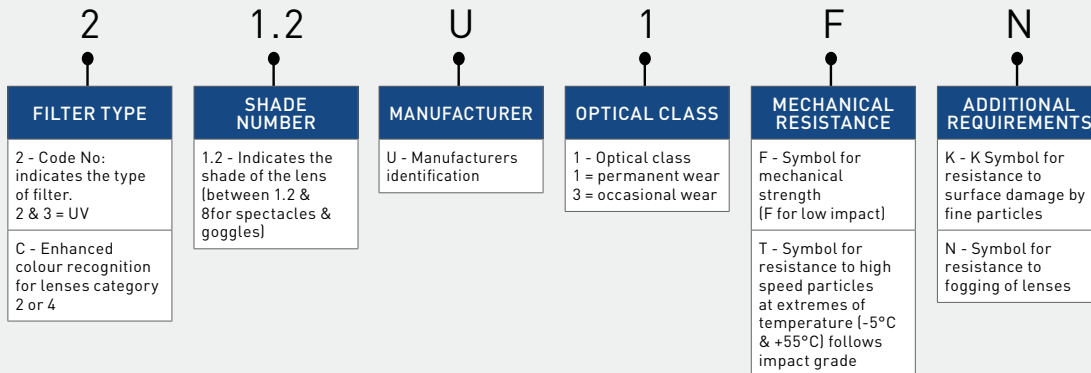 2
1.2
U
1
F
N
FILTER TYPE
2 - Code No:
indicates the type
of filter.
2 & 3 = UV
C - Enhanced
colour recognition
for lenses category
2 or 4
SHADE
NUMBER
1.2 - Indicates the
shade of the lens
(between 1.2 &
8for spectacles &
goggles)
MANUFACTURER
U - Manufacturers
identification
OPTICAL CLASS
1 - Optical class
1 = permanent wear
3 = occasional wear
MECHANICAL
RESISTANCE
F - Symbol for
mechanical
strength
(F for low impact)
T - Symbol for
resistance to high
speed particles
at extremes of
temperature (-5°C
& +55°C) follows
impact grade
ADDITIONAL
REQUIREMENTS
K - K Symbol for
resistance to
surface damage by
fine particles
N - Symbol for
resistance to
fogging of lenses